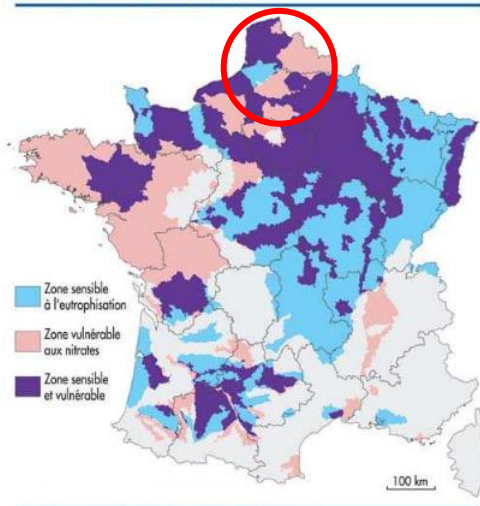 Zone sensible
à l'eutrophisation
Zone vulnérable
aux nitrates
Zone sensible
et vulnérable
100 km